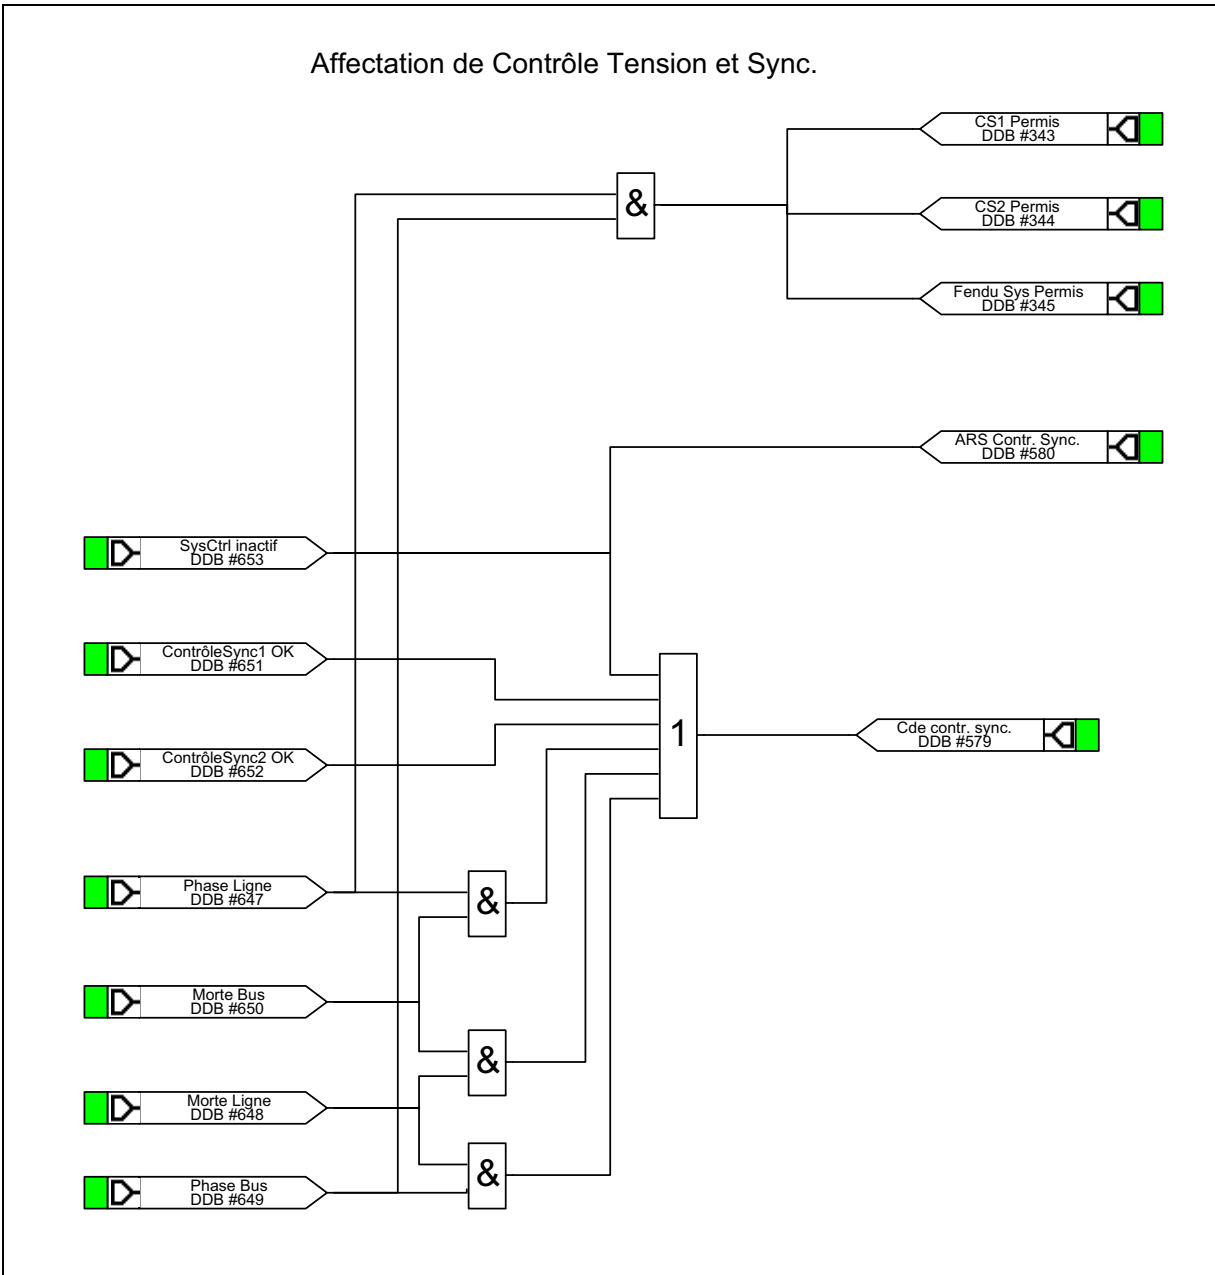 Affectation de Contrôle Tension et Sync.
CS1 Permis
DDB #343
&
CS2 Permis
DDB #344
Fendu Sys Permis
DDB #345
ARS Contr. Sync.
DDB #580
SysCtrl inactif
DDB #653
ContrôleSync1 OK
DDB #651
1
Cde contr. sync.
DDB #579
ContrôleSync2 OK
DDB #652
Phase Ligne
DDB #647
&
Morte Bus
DDB #650
&
Morte Ligne
DDB #648
&
Phase Bus
DDB #649